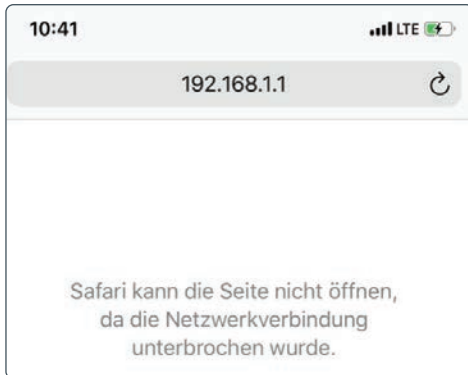 10:41
LTE
192.168.1.1
Safari kann die Seite nicht öffnen,
da die Netzwerkverbindung
unterbrochen wurde.